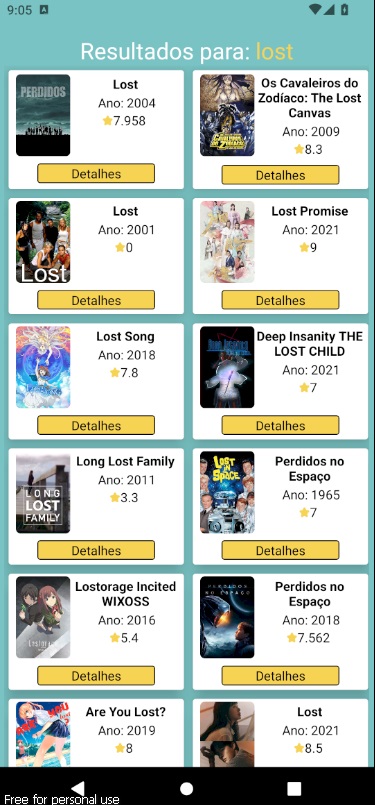 9:05
Resultados para: lost
PERDIDOS
Lost
Ano: 2004
7.958
Detalhes
Os Cavaleiros do
Zodíaco: The Lost
Canvas
Ano: 2009
8.3
Detalhes
Lost
Lost
Ano: 2001
0
Detalhes
Lost Promise
Ano: 2021
9
Detalhes
Lost Song
Ano: 2018
7.8
Detalhes
Deep Insanity THE
LOST CHILD
Ano: 2021
7
Detalhes
LONG
LOST
FAMILY
Long Lost Family
Ano: 2011
3.3
Detalhes
LOST
IN
SPACE
Perdidos no
Espaço
Ano: 1965
7
Detalhes
Lostorage Incited
WIXOSS
Ano: 2016
5.4
Detalhes
PERDIDOS
NO ESPAÇO
Perdidos no
Espaço
Ano: 2018
7.562
Detalhes
Are You Lost?
Ano: 2019
8
Lost
Ano: 2021
8.5
Free for personal use